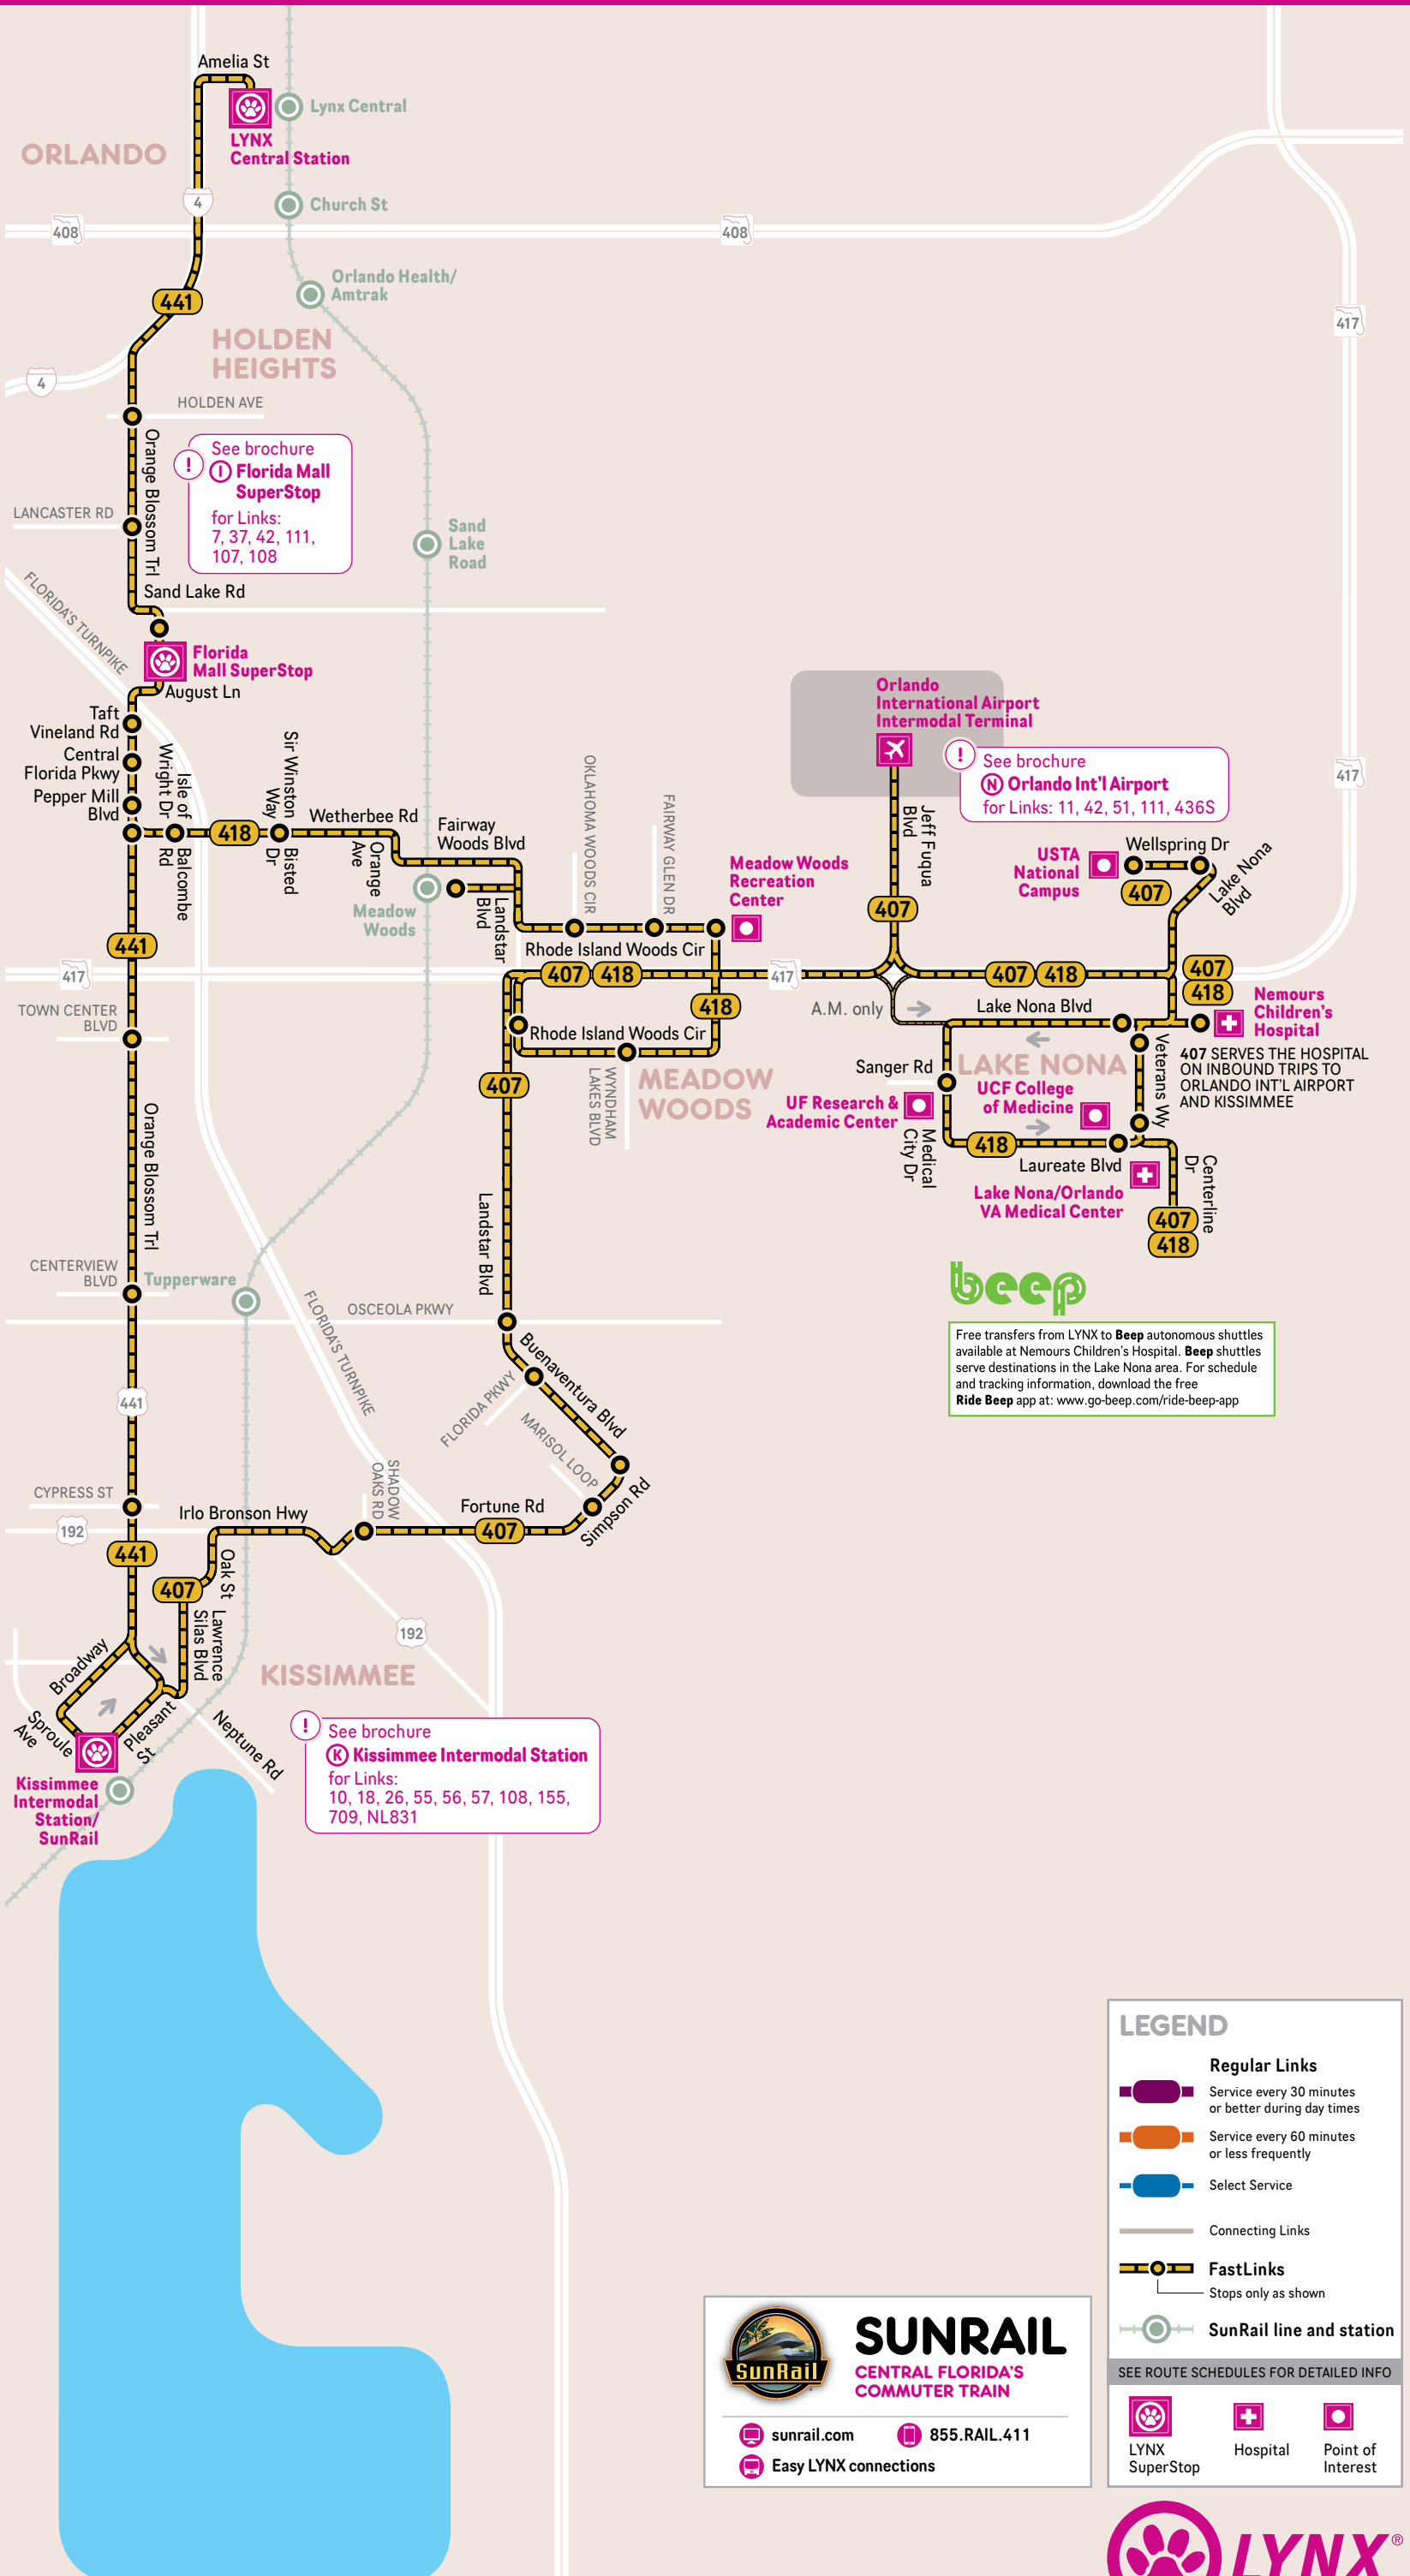 Amelia St
Lynx Central
LYNX
Central Station
ORLANDO
4
Church St
408
408
Orlando Health/
Amtrak
441
417
HOLDEN
HEIGHTS
4
HOLDEN AVE
Orange Blossom Trl
See brochure
! I Florida Mall
SuperStop
for Links:
7, 37, 42, 111,
107, 108
LANCASTER RD
Sand
Lake
Road
FLORIDA'S TURNPIKE
Sand Lake Rd
Florida
Mall SuperStop
August Ln
Orlando
International Airport
Intermodal Terminal
Taft
Vineland Rd
Central
Florida Pkwy
Pepper Mill
Blvd
Wright Dr
Isle of
Sir Winston
Way
Wetherbee Rd
Fairway
Woods Blvd
418
Balcombe
Rd
Bisted
Dr
Orange
Ave
OKLAHOMA WOODS CIR
FAIRWAY GLEN DR
Jeff Fuqua
Blvd
! See brochure
N Orlando Int'l Airport
for Links: 11, 42, 51, 111, 436S
417
Meadow Woods
Recreation
Center
USTA
National
Campus
Wellspring Dr
407
Lake Nona
Blvd
Meadow
Woods
Landstar
Blvd
407
441
Rhode Island Woods Cir
417
407
418
417
407
418
407
418
TOWN CENTER
BLVD
418
A.M. only
Lake Nona Blvd
Nemours
Children's
Hospital
Rhode Island Woods Cir
407 SERVES THE HOSPITAL
ON INBOUND TRIPS TO
ORLANDO INT'L AIRPORT
AND KISSIMMEE
Veterans Wy
LAKE NONA
Sanger Rd
407
MEADOW
WOODS
WYNDHAM
LAKES BLVD
UCF College
of Medicine
UF Research &
Academic Center
Medical
City Dr
418
Laureate Blvd
Centerline
Dr
Lake Nona/Orlando
VA Medical Center
407
418
Orange Blossom Trl
Landstar Blvd
CENTERVIEW
BLVD
Tupperware
beep
Free transfers from LYNX to Beep autonomous shuttles
available at Nemours Children's Hospital. Beep shuttles
serve destinations in the Lake Nona area. For schedule
and tracking information, download the free
Ride Beep app at: www.go-beep.com/ride-beep-app
FLORIDA'S TURNPIKE
OSCEOLA PKWY
Buenaventura Blvd
FLORIDA PKWY
MARISOL LOOP
441
CYPRESS ST
192
Irlo Bronson Hwy
SHADOW
OAKS RD
Fortune Rd
407
Simpson Rd
441
Oak St
407
Lawrence
Silas Blvd
192
Broadway
KISSIMMEE
Sproule
Ave
Pleasant
St
Neptune Rd
Kissimmee
Intermodal
Station/
SunRail
! See brochure
K Kissimmee Intermodal Station
for Links:
10, 18, 26, 55, 56, 57, 108, 155,
709, NL831
LEGEND
Regular Links
Service every 30 minutes
or better during day times
Service every 60 minutes
or less frequently
Select Service
Connecting Links
FastLinks
Stops only as shown
SunRail line and station
SEE ROUTE SCHEDULES FOR DETAILED INFO
LYNX
SuperStop
Hospital
Point of
Interest
SunRail
SUNRAIL
CENTRAL FLORIDA'S
COMMUTER TRAIN
sunrail.com
855.RAIL.411
Easy LYNX connections
LYNX®